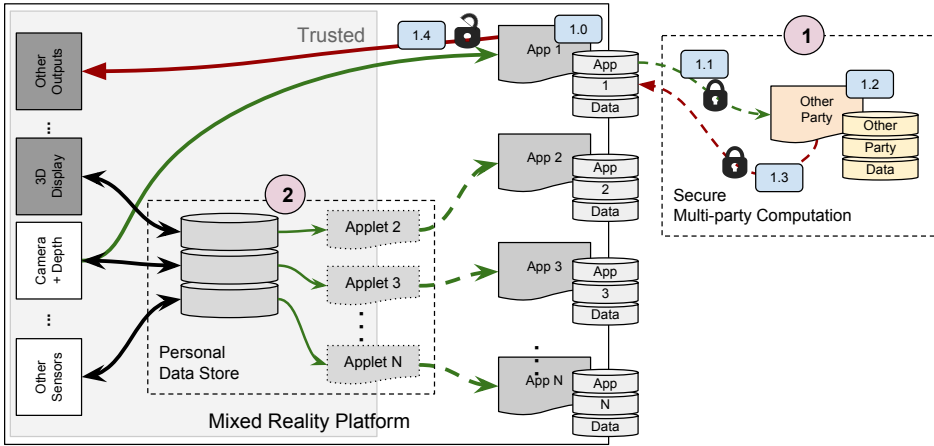 Trusted
1.4
1.0
App 1
App
1
Data
1
1.1
1.2
Other
Party
Other
Party
Data
1.3
Secure
Multi-party Computation
Other
Outputs
...
3D
Display
Camera
+ Depth
...
Other
Sensors
2
Applet 2
Applet 3
...
Applet N
Personal
Data Store
App 2
App
2
Data
App 3
App
3
Data
...
App N
App
N
Data
Mixed Reality Platform